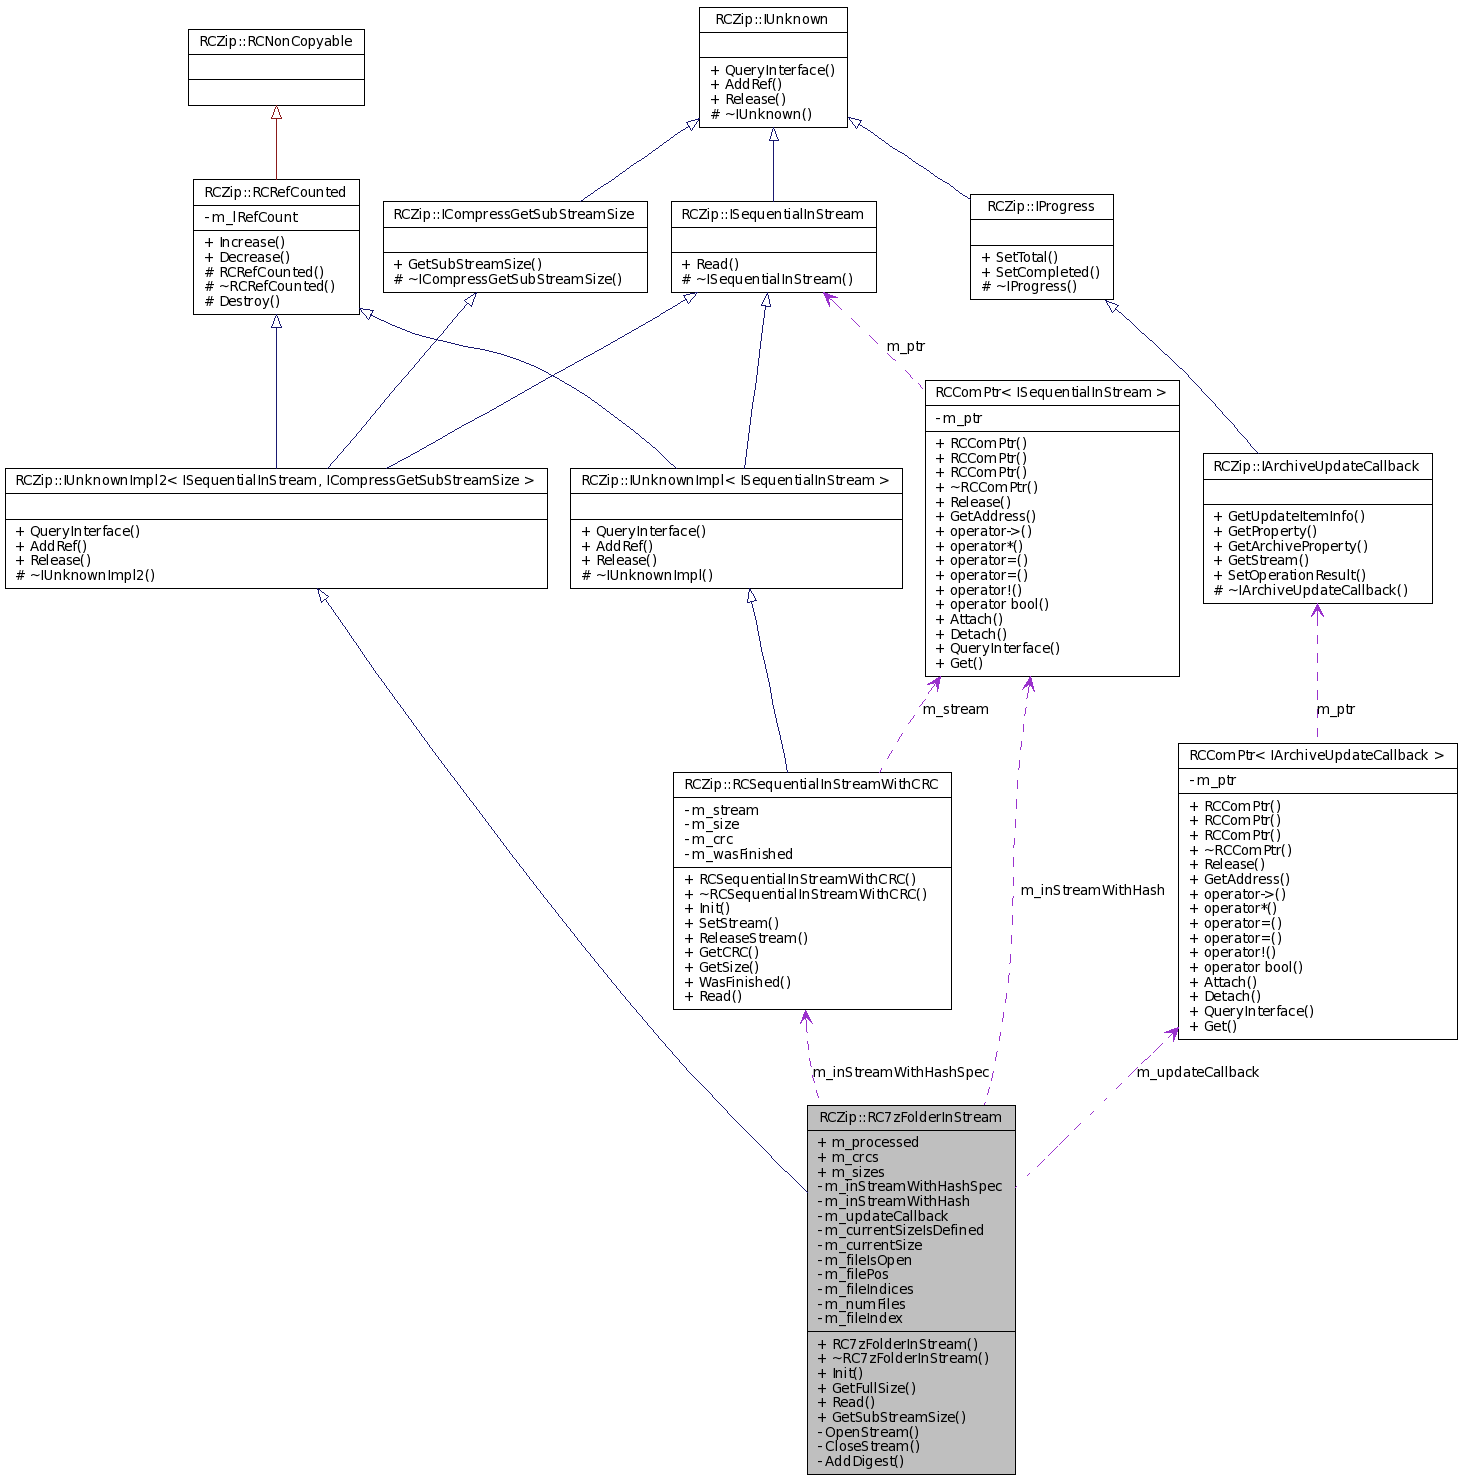 RCZip::IUnknown
+ QueryInterface()
+ AddRef()
+ Release()
# ~IUnknown()
RCZip::RCNonCopyable
RCZip::RCRefCounted
- m_lRefCount
+ Increase()
+ Decrease()
# RCRefCounted()
# ~RCRefCounted()
# Destroy()
RCZip::ICompressGetSubStreamSize
+ GetSubStreamSize()
# ~ICompressGetSubStreamSize()
RCZip::ISequentialInStream
+ Read()
# ~ISequentialInStream()
RCZip::IProgress
+ SetTotal()
+ SetCompleted()
# ~IProgress()
m_ptr
RCComPtr< ISequentialInStream >
- m_ptr
+ RCComPtr()
+ RCComPtr()
+ RCComPtr()
+ ~RCComPtr()
+ Release()
+ GetAddress()
+ operator->()
+ operator*()
+ operator=()
+ operator=()
+ operator!()
+ operator bool()
+ Attach()
+ Detach()
+ QueryInterface()
+ Get()
RCZip::IUnknownImpl2< ISequentialInStream, ICompressGetSubStreamSize >
+ QueryInterface()
+ AddRef()
+ Release()
# ~IUnknownImpl2()
RCZip::IUnknownImpl< ISequentialInStream >
+ QueryInterface()
+ AddRef()
+ Release()
# ~IUnknownImpl()
RCZip::IArchiveUpdateCallback
+ GetUpdateItemInfo()
+ GetProperty()
+ GetArchiveProperty()
+ GetStream()
+ SetOperationResult()
# ~IArchiveUpdateCallback()
m_stream
m_ptr
RCZip::RCSequentialInStreamWithCRC
- m_stream
- m_size
- m_crc
- m_wasFinished
+ RCSequentialInStreamWithCRC()
+ ~RCSequentialInStreamWithCRC()
+ Init()
+ SetStream()
+ ReleaseStream()
+ GetCRC()
+ GetSize()
+ WasFinished()
+ Read()
m_inStreamWithHash
RCComPtr< IArchiveUpdateCallback >
- m_ptr
+ RCComPtr()
+ RCComPtr()
+ RCComPtr()
+ ~RCComPtr()
+ Release()
+ GetAddress()
+ operator->()
+ operator*()
+ operator=()
+ operator=()
+ operator!()
+ operator bool()
+ Attach()
+ Detach()
+ QueryInterface()
+ Get()
m_inStreamWithHashSpec
m_updateCallback
RCZip::RC7zFolderInStream
+ m_processed
+ m_crcs
+ m_sizes
- m_inStreamWithHashSpec
- m_inStreamWithHash
- m_updateCallback
- m_currentSizeIsDefined
- m_currentSize
- m_fileIsOpen
- m_filePos
- m_fileIndices
- m_numFiles
- m_fileIndex
+ RC7zFolderInStream()
+ ~RC7zFolderInStream()
+ Init()
+ GetFullSize()
+ Read()
+ GetSubStreamSize()
- OpenStream()
- CloseStream()
- AddDigest()